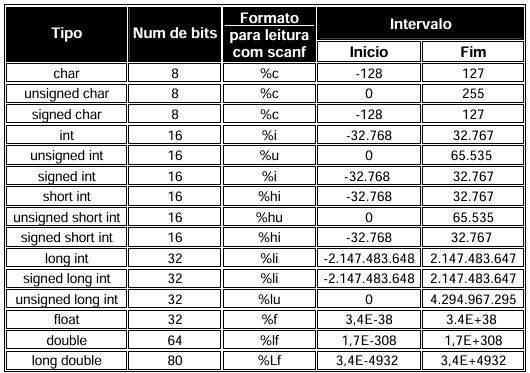 Tipo Num de bits Formato para leitura com scanf Intervalo
Inicio Fim
char 8 %c -128 127
unsigned char 8 %c 0 255
signed char 8 %c -128 127
int 16 %i -32.768 32.767
unsigned int 16 %u 0 65.535
signed int 16 %i -32.768 32.767
short int 16 %hi -32.768 32.767
unsigned short int 16 %hu 0 65.535
signed short int 16 %hi -32.768 32.767
long int 32 %li -2.147.483.648 2.147.483.647
signed long int 32 %li -2.147.483.648 2.147.483.647
unsigned long int 32 %lu 0 4.294.967.295
float 32 %f 3,4E-38 3.4E+38
double 64 %lf 1,7E-308 1,7E+308
long double 80 %Lf 3,4E-4932 3,4E+4932